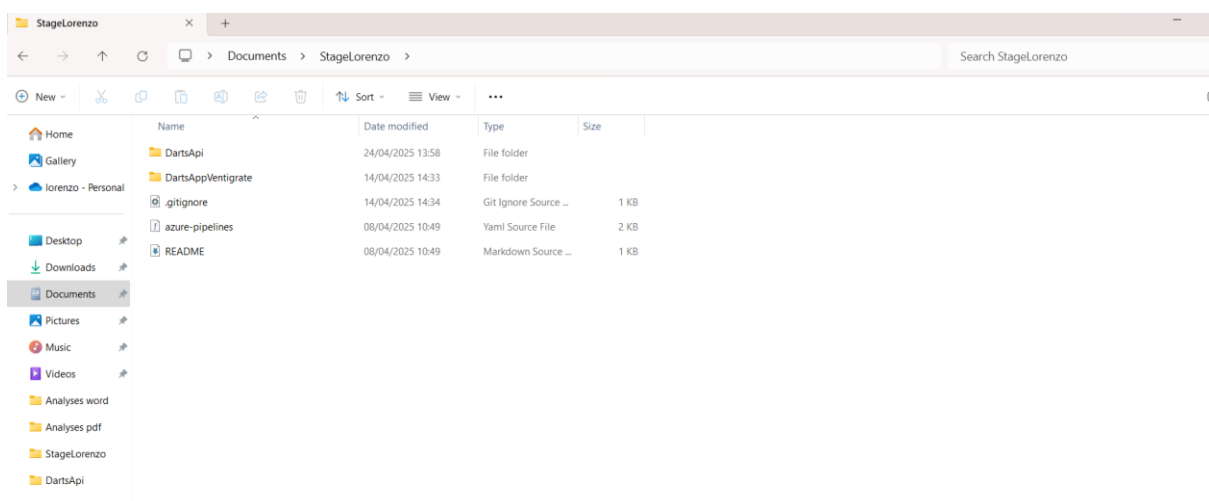 StageLorenzo
Documents StageLorenzo
Search StageLorenzo
New Sort View
Home
Gallery
lorenzo - Personal
Desktop
Downloads
Documents
Pictures
Music
Videos
Analyses word
Analyses pdf
StageLorenzo
DartsApi
Name Date modified Type Size
DartsApi 24/04/2025 13:58 File folder
DartsAppVentigrate 14/04/2025 14:33 File folder
.gitignore 14/04/2025 14:34 Git Ignore Source ... 1 KB
azure-pipelines 08/04/2025 10:49 Yaml Source File 2 KB
README 08/04/2025 10:49 Markdown Source ... 1 KB